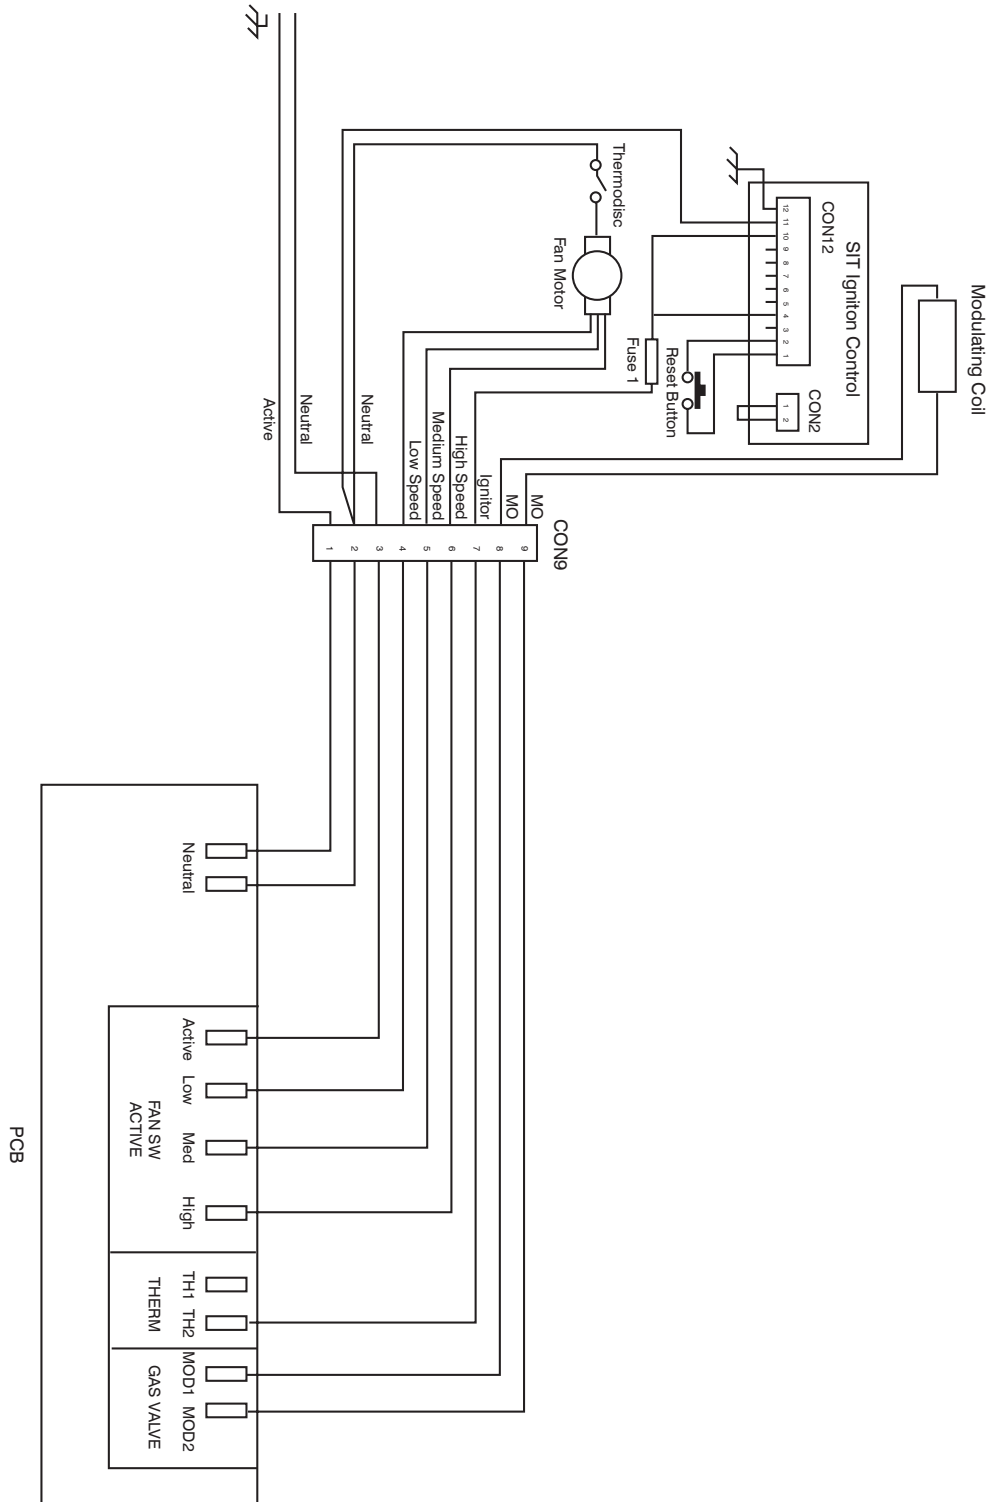 Modulating Coil
SIT Igniton Control
CON12
12 11 10 9 8 7 6 5 4 3 2 1
CON2
1 2
Thermodisc
Fan Motor
Fuse 1
Reset Button
Neutral
Active
Neutral
Low Speed
Medium Speed
High Speed
Ignitor
MO
MO
CON9
1 2 3 4 5 6 7 8 9
Neutral
Active
Low
Med
High
FAN SW
ACTIVE
TH1
TH2
THERM
MOD1
MOD2
GAS VALVE
PCB